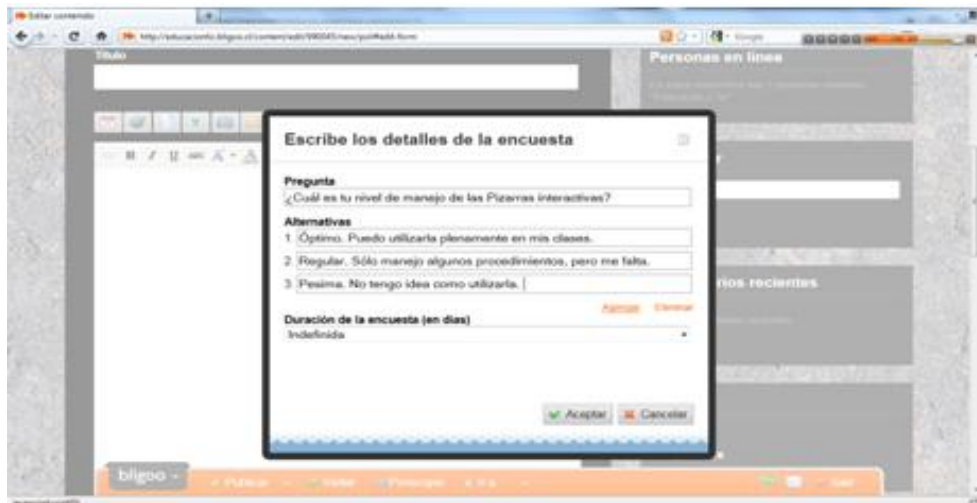 Editar contenido
Google
Título
Personas en línea
Escribe los detalles de la encuesta
Pregunta
¿Cuál es tu nivel de manejo de las Pizarras interactivas?
Alternativas
1 Óptimo. Puedo utilizarla plenamente en mis clases.
2 Regular. Sólo manejo algunos procedimientos, pero me falta.
3 Pesima. No tengo idea como utilizarla.
Agregar Eliminar
recientes
Duración de la encuesta (en días)
Indefinida
Aceptar Cancelar
bligoo
Publicar